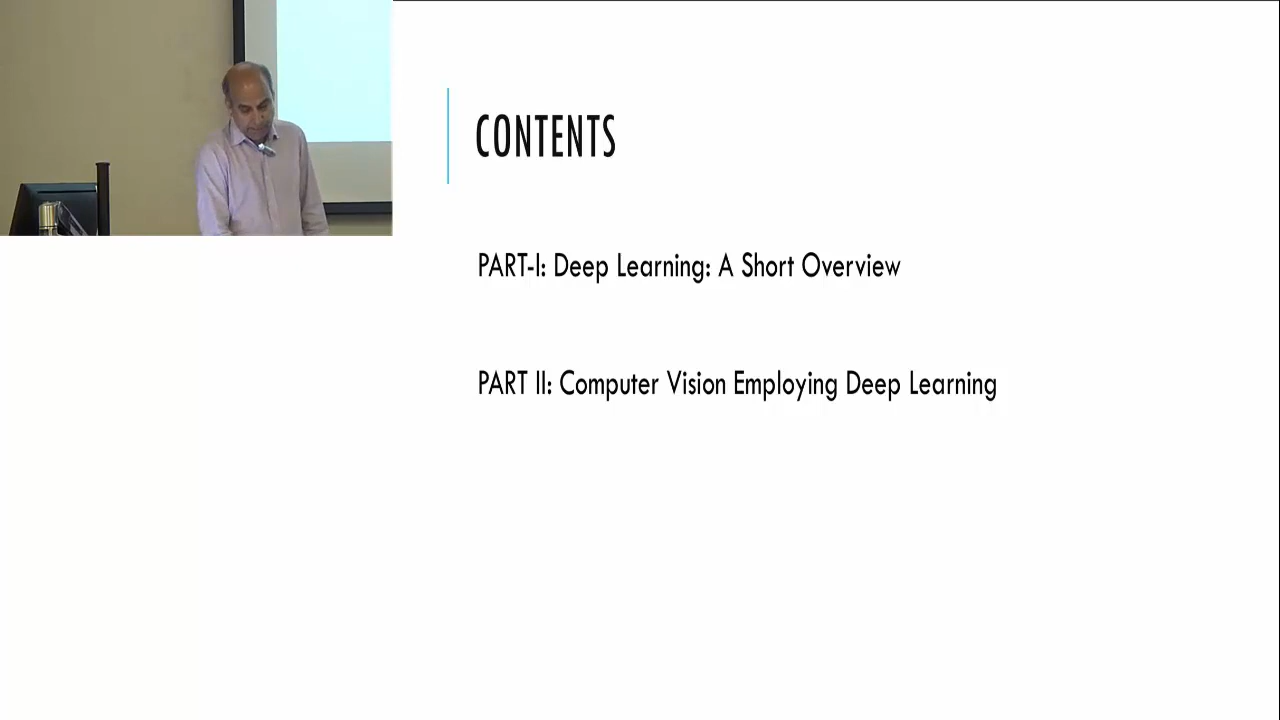 CONTENTS
PART-I: Deep Learning: A Short Overview
PART II: Computer Vision Employing Deep Learning